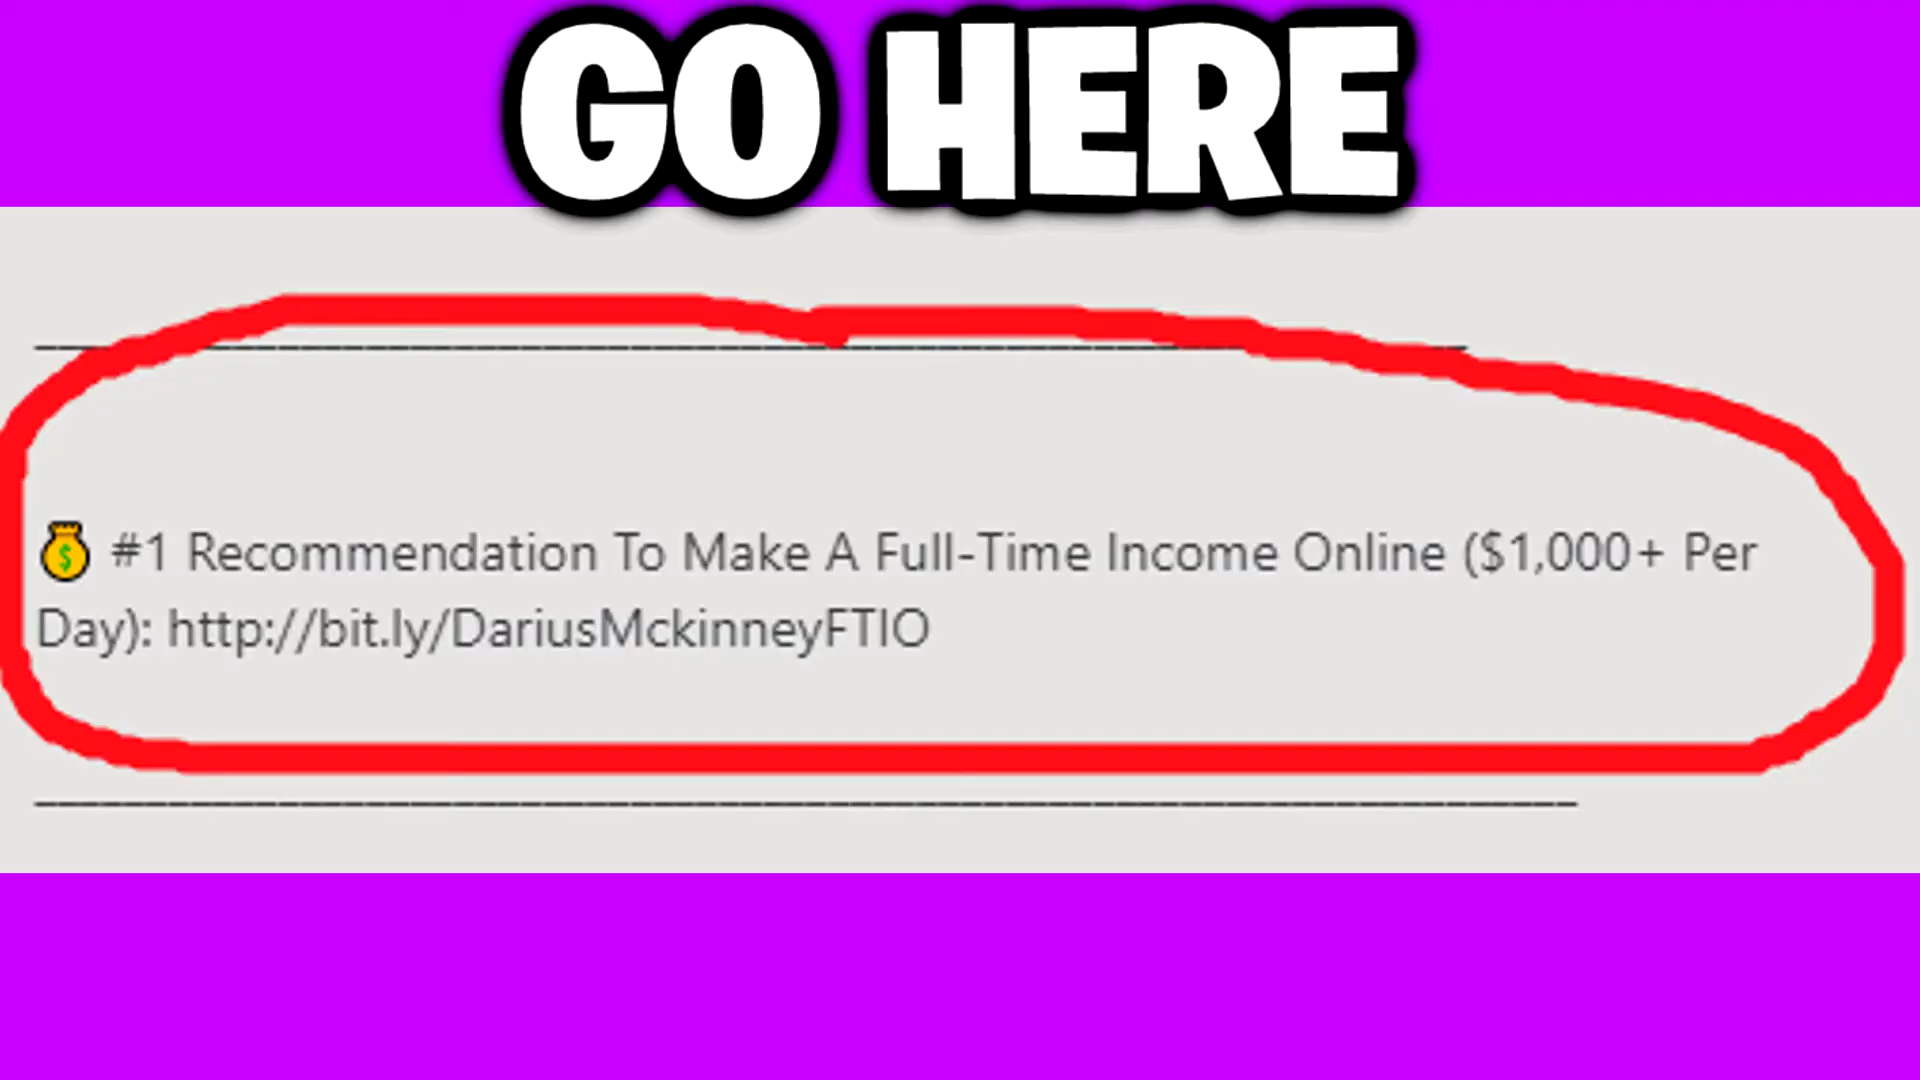 GO HERE
💰 #1 Recommendation To Make A Full-Time Income Online ($1,000+ Per
Day): http://bit.ly/DariusMckinneyFTIO